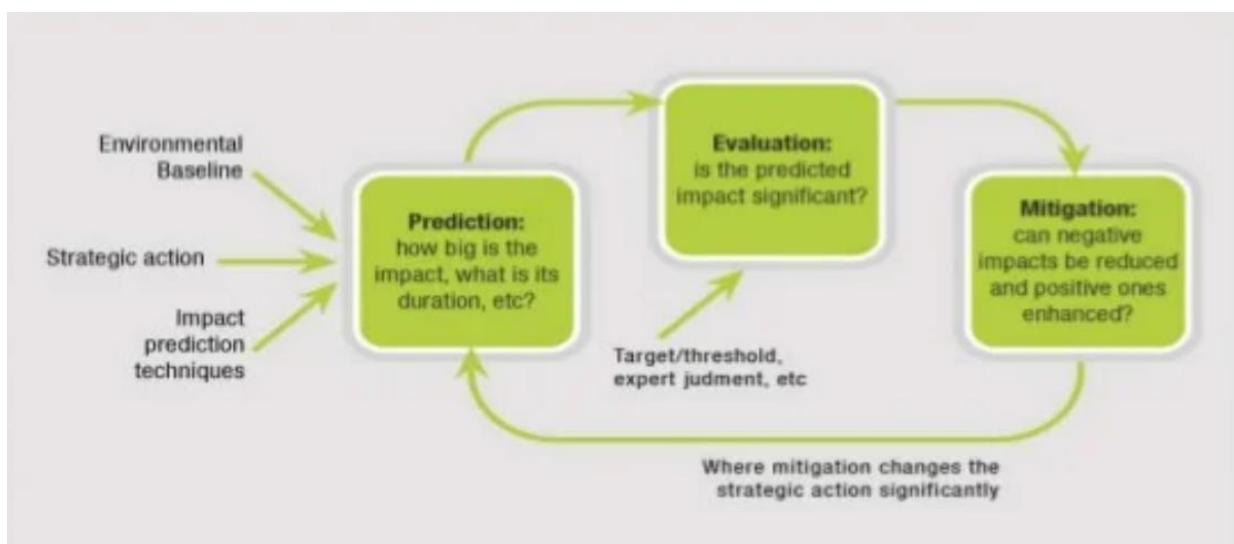 Environmental
Baseline
Strategic action
Impact
prediction
techniques
Prediction:
how big is the
impact, what is its
duration, etc?
Evaluation:
is the predicted
impact significant?
Target/threshold,
expert judment, etc
Mitigation:
can negative
impacts be reduced
and positive ones
enhanced?
Where mitigation changes the
strategic action significantly